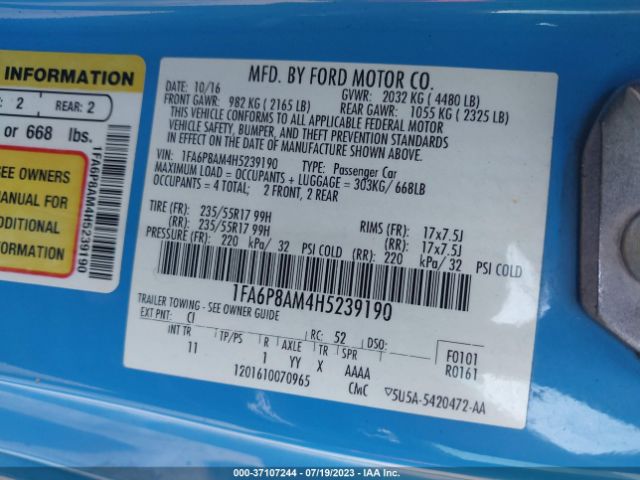 INFORMATION
: 2 REAR: 2
or 668 lbs.
SEE OWNERS
MANUAL FOR
ADDITIONAL
INFORMATION
1FA6P8AM4H5239190
MFD. BY FORD MOTOR CO.
DATE: 10/16 GVWR: 2032 KG ( 4480 LB)
FRONT GAWR: 982 KG ( 2165 LB) REAR GAWR: 1055 KG ( 2325 LB)
THIS VEHICLE CONFORMS TO ALL APPLICABLE FEDERAL MOTOR
VEHICLE SAFETY, BUMPER, AND THEFT PREVENTION STANDARDS
IN EFFECT ON THE DATE OF MANUFACTURE SHOWN ABOVE.
VIN: 1FA6P8AM4H5239190 TYPE: Passenger Car
MAXIMUM LOAD = OCCUPANTS + LUGGAGE = 303KG/ 668LB
OCCUPANTS = 4 TOTAL; 2 FRONT, 2 REAR
TIRE (FR): 235/55R17 99H RIMS (FR): 17x7.5J
(RR): 235/55R17 99H (RR): 17x7.5J
PRESSURE (FR): 220 kPa/ 32 PSI COLD (RR): 220 kPa/ 32 PSI COLD
1FA6P8AM4H5239190
TRAILER TOWING - SEE OWNER GUIDE
EXT PNT: CI RC: 52 DSO: F0101
INT TR TP/PS R AXLE TR SPR R0161
11 1 YY X AAAA
1201610070965 CMC 5U5A-5420472-AA
000-37107244 / 07/19/2023 / IAA Inc.